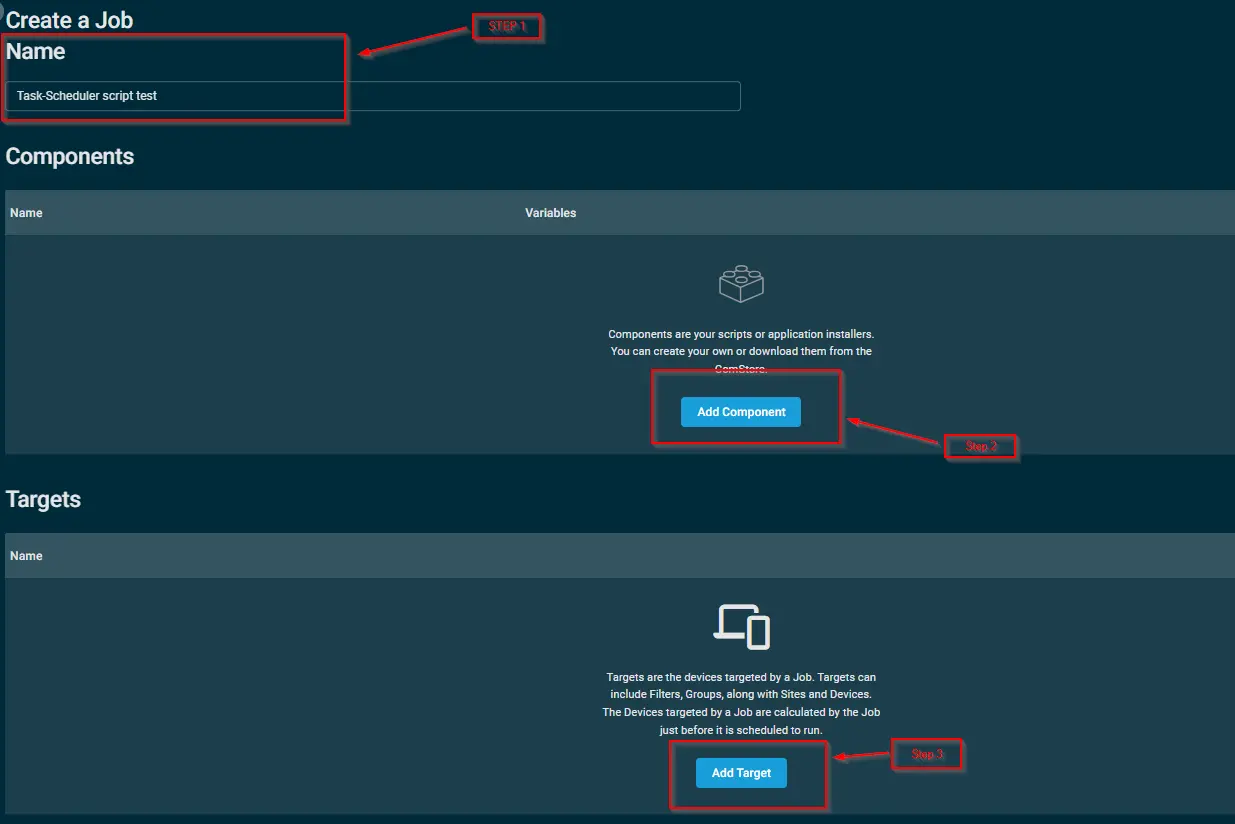 Create a Job
STEP 1
Name
Task-Scheduler script test
Components
Name Variables
Components are your scripts or application installers.
You can create your own or download them from the
ComStore.
Add Component
Step 2
Targets
Name
Targets are the devices targeted by a Job. Targets can
include Filters, Groups, along with Sites and Devices.
The Devices targeted by a Job are calculated by the Job
just before it is scheduled to run.
Step 3
Add Target